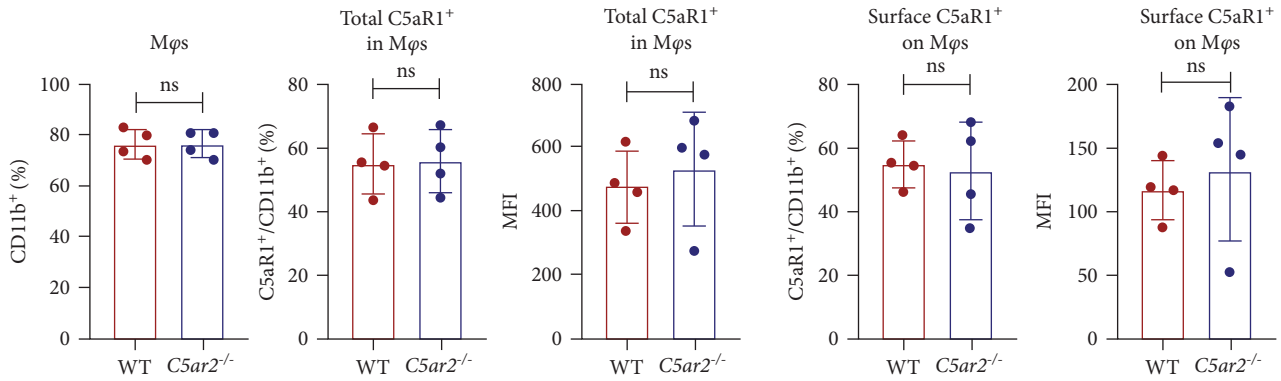 Mφs
CD11b⁺ (%)
100
80
60
40
20
0
ns
WT
C5ar2⁻/⁻
Total C5aR1⁺
in Mφs
C5aR1⁺/CD11b⁺ (%)
80
60
40
20
0
ns
WT
C5ar2⁻/⁻
Total C5aR1⁺
in Mφs
MFI
800
600
400
600
0
ns
WT
C5ar2⁻/⁻
Surface C5aR1⁺
on Mφs
C5aR1⁺/CD11b⁺ (%)
80
60
40
20
0
ns
WT
C5ar2⁻/⁻
Surface C5aR1⁺
on Mφs
MFI
200
150
100
50
0
ns
WT
C5ar2⁻/⁻